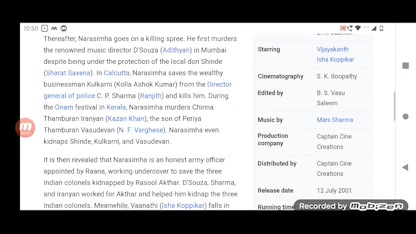 10:50
Thereafter, Narasimha goes on a killing spree. He first murders
the renowned music director D'Souza (Adithyan) in Mumbai
despite being under the protection of the local don Shinde
(Sharat Saxena). In Calcutta, Narasimha saves the wealthy
businessman Kulkarni (Kolla Ashok Kumar) from the Director
general of police C. P. Sharma (Ranjith) and kills him. During
the Onam festival in Kerala, Narasimha murders Chinna
Thamburan Iranyan (Kazan Khan), the son of Periya
Thamburan Vasudevan (N. F. Varghese). Narasimha even
kidnaps Shinde, Kulkarni, and Vasudevan.
It is then revealed that Narasimha is an honest army officer
appointed by Raana, working undercover to save the three
Indian colonels kidnapped by Rasool Akthar. D'Souza, Sharma,
and Iranyan worked for Akthar and helped him kidnap the
three Indian colonels. Meanwhile, Vaanathi (Isha Koppikar) falls in
Starring Vijayakanth
Isha Koppikar
Cinematography S. K. Boopathy
Edited by B. S. Vasu
Saleem
Music by Mani Sharma
Production Captain Cine
company Creations
Distributed by Captain Cine
Creations
Release date 12 July 2001
Running time
Recorded by Mobizen